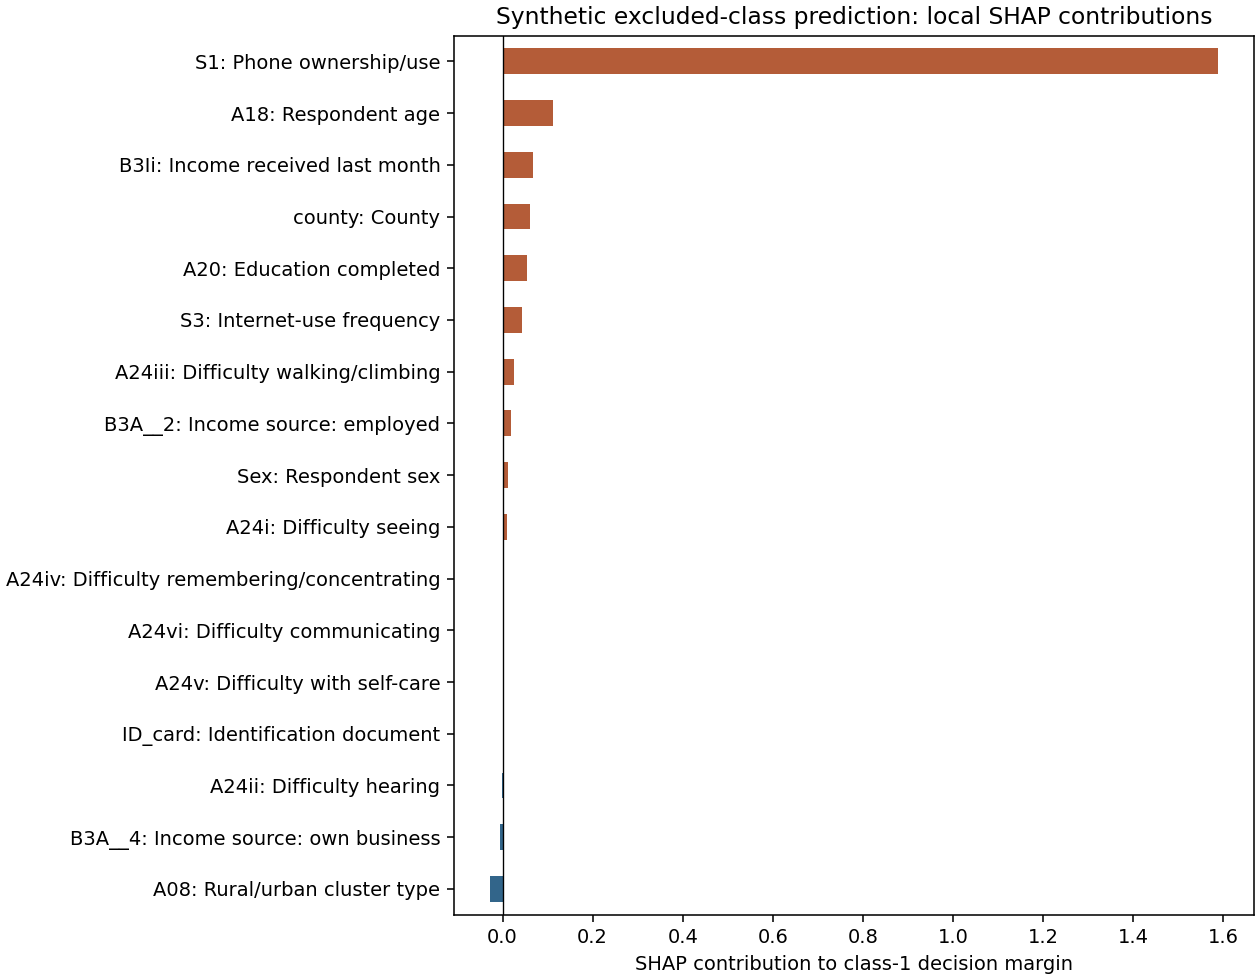 Synthetic excluded-class prediction: local SHAP contributions
S1: Phone ownership/use
A18: Respondent age
B3Ii: Income received last month
county: County
A20: Education completed
S3: Internet-use frequency
A24iii: Difficulty walking/climbing
B3A__2: Income source: employed
Sex: Respondent sex
A24i: Difficulty seeing
A24iv: Difficulty remembering/concentrating
A24vi: Difficulty communicating
A24v: Difficulty with self-care
ID_card: Identification document
A24ii: Difficulty hearing
B3A__4: Income source: own business
A08: Rural/urban cluster type
0.0 0.2 0.4 0.6 0.8 1.0 1.2 1.4 1.6
SHAP contribution to class-1 decision margin